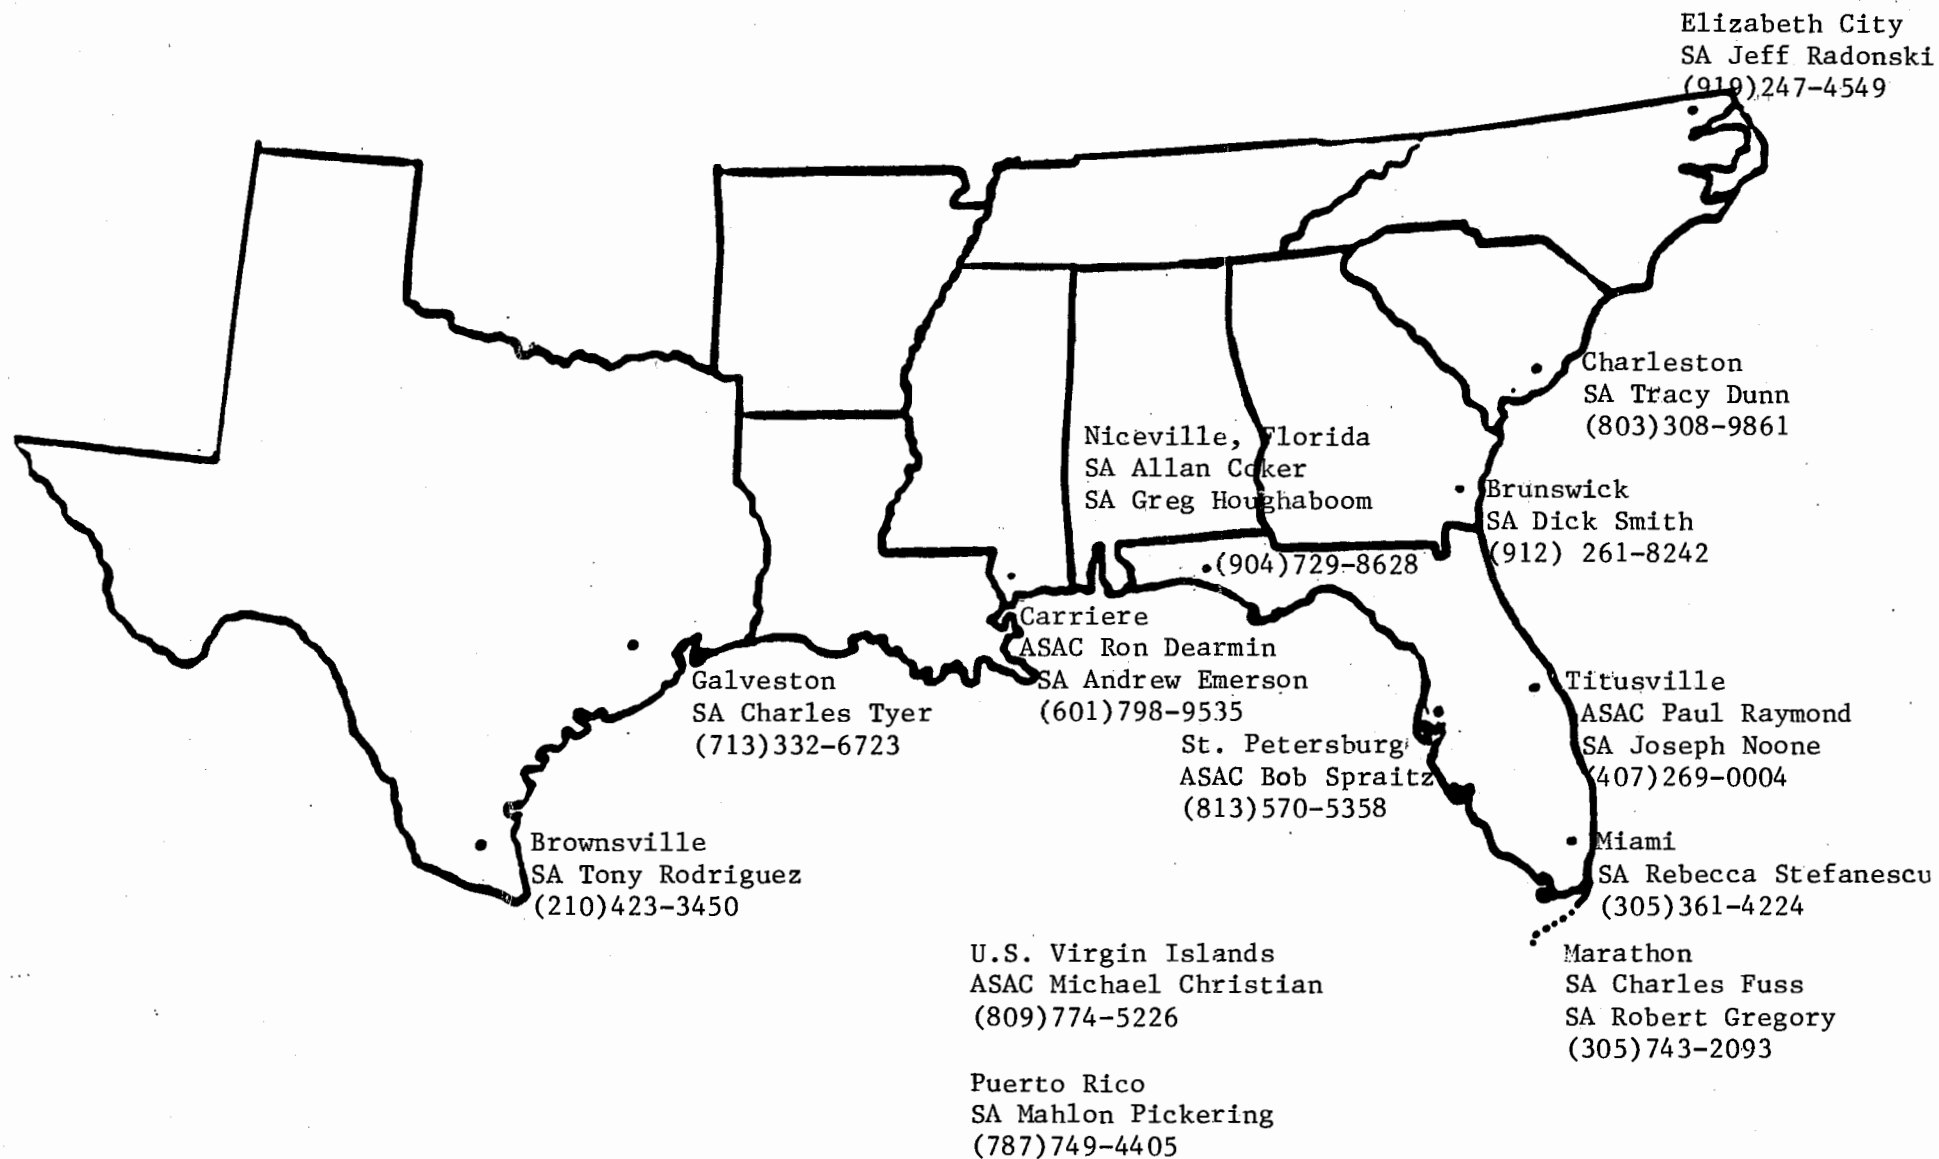 Elizabeth City
SA Jeff Radonski
(919)247-4549
Charleston
SA Tracy Dunn
(803)308-9861
Niceville, Florida
SA Allan Coker
SA Greg Houghaboom
(904)729-8628
Brunswick
SA Dick Smith
(912) 261-8242
Carriere
ASAC Ron Dearmin
SA Andrew Emerson
(601)798-9535
Galveston
SA Charles Tyer
(713)332-6723
St. Petersburg
ASAC Bob Spraitz
(813)570-5358
Titusville
ASAC Paul Raymond
SA Joseph Noone
(407)269-0004
Brownsville
SA Tony Rodriguez
(210)423-3450
Miami
SA Rebecca Stefanescu
(305)361-4224
U.S. Virgin Islands
ASAC Michael Christian
(809)774-5226
Marathon
SA Charles Fuss
SA Robert Gregory
(305)743-2093
Puerto Rico
SA Mahlon Pickering
(787)749-4405